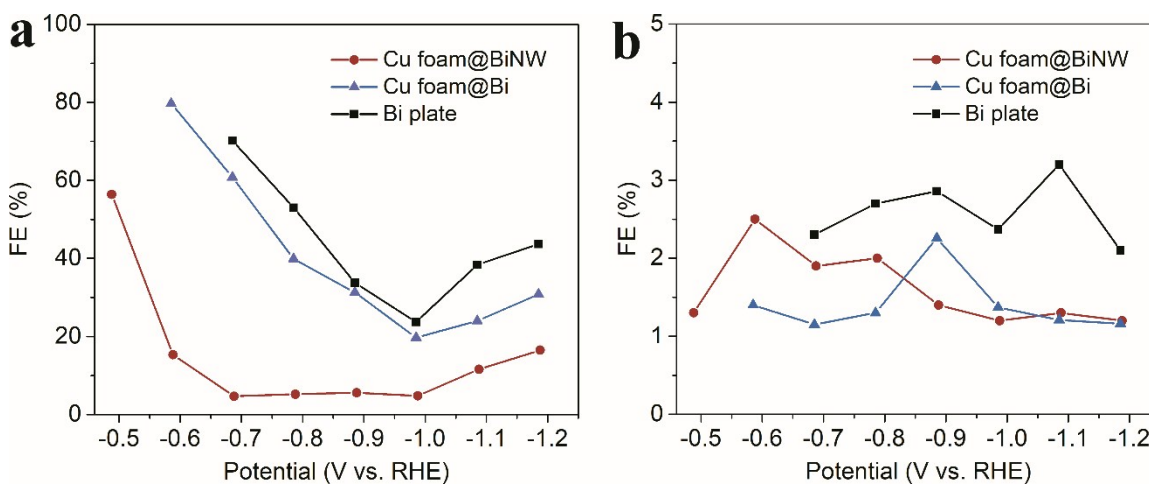 a
100
80
60
40
20
0
FE (%)
Cu foam@BiNW
Cu foam@Bi
Bi plate
-0.5 -0.6 -0.7 -0.8 -0.9 -1.0 -1.1 -1.2
Potential (V vs. RHE)
b
5
4
3
2
1
0
FE (%)
Cu foam@BiNW
Cu foam@Bi
Bi plate
-0.5 -0.6 -0.7 -0.8 -0.9 -1.0 -1.1 -1.2
Potential (V vs. RHE)